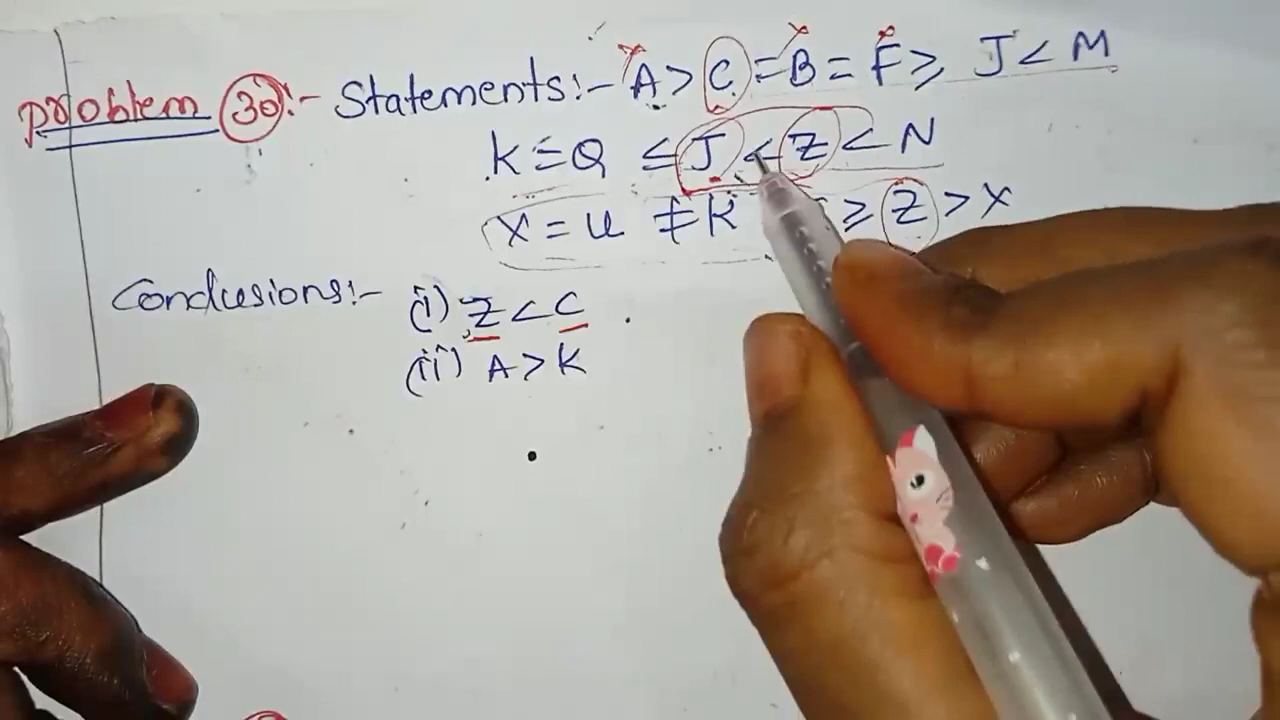 Problem 30:- Statements:- A > C = B = F ≥ J < M
K = Q ≤ J < Z < N
X = U ≠ K ≥ Z > X
Conclusions:- (i) Z < C
(ii) A > K